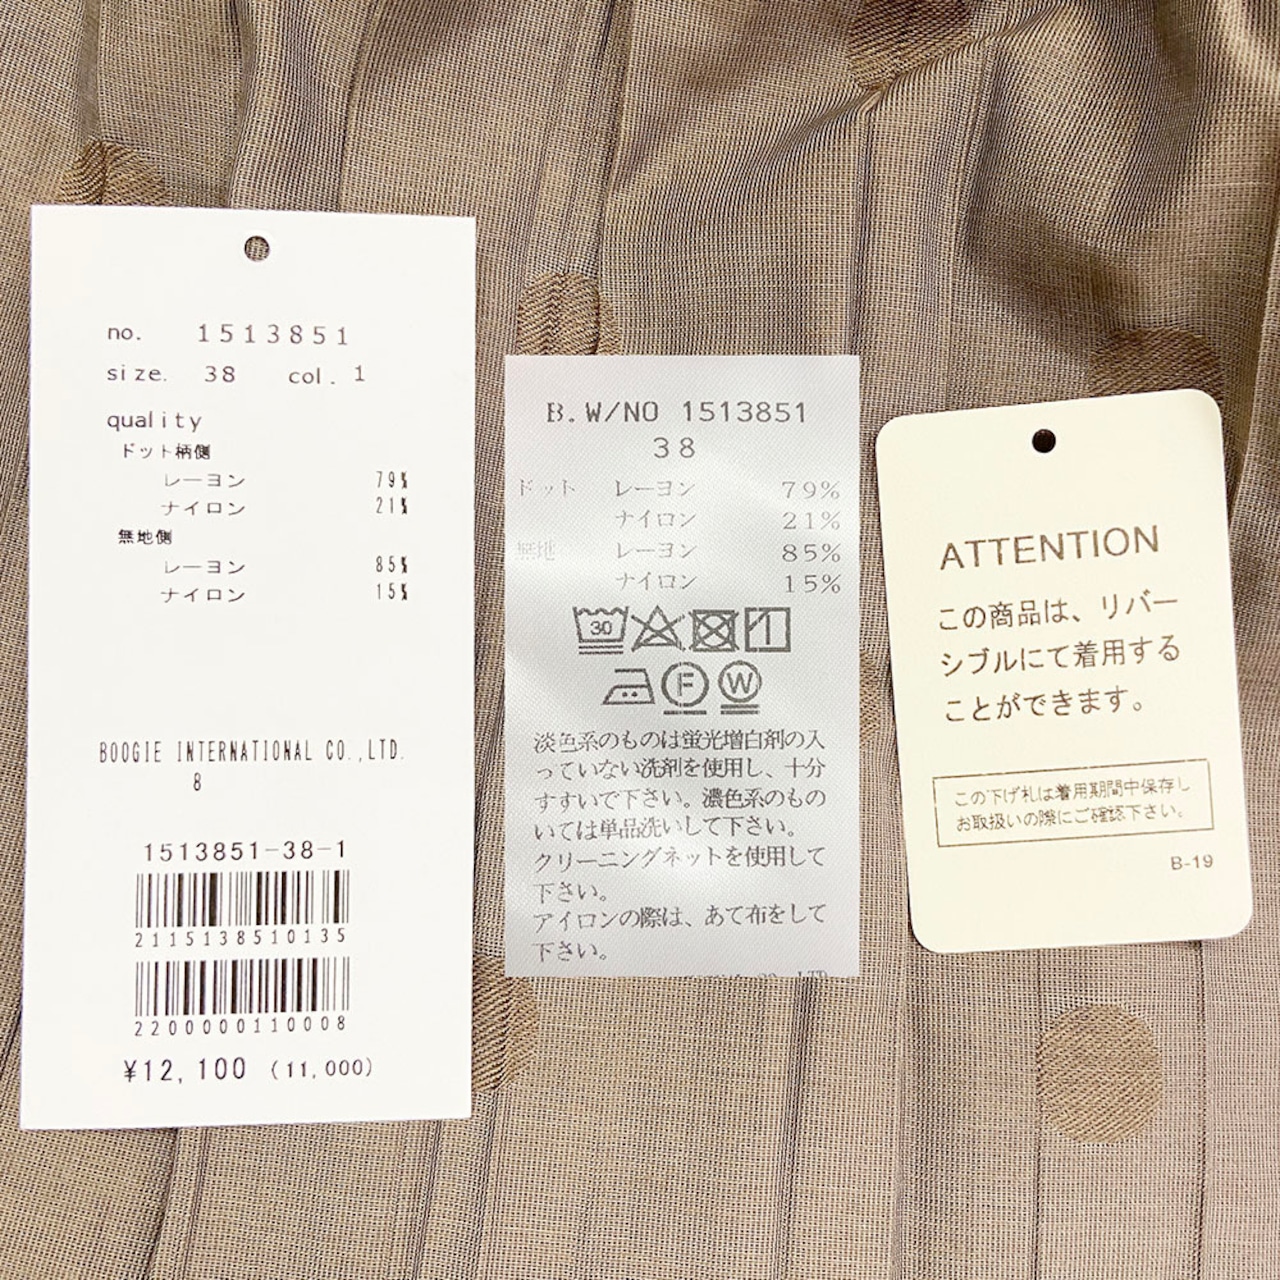 no. 1513851
size. 38 col. 1
quality
ドット柄側
レーヨン 79%
ナイロン 21%
無地側
レーヨン 85%
ナイロン 15%
BOOGIE INTERNATIONAL CO.,LTD.
8
1513851-38-1
2115138510135
2200000110008
¥12,100 (11,000)
B.W/NO 1513851
38
ドット レーヨン 79%
ナイロン 21%
無地 レーヨン 85%
ナイロン 15%
30
F W
淡色系のものは蛍光増白剤の入
っていない洗剤を使用し、十分
すすいで下さい。濃色系のもの
いては単品洗いして下さい。
クリーニングネットを使用して
下さい。
アイロンの際は、あて布をして
下さい。
LTD
ATTENTION
この商品は、リバー
シブルにて着用する
ことができます。
この下げ札は着用期間中保存し
お取扱いの際にご確認下さい。
B-19